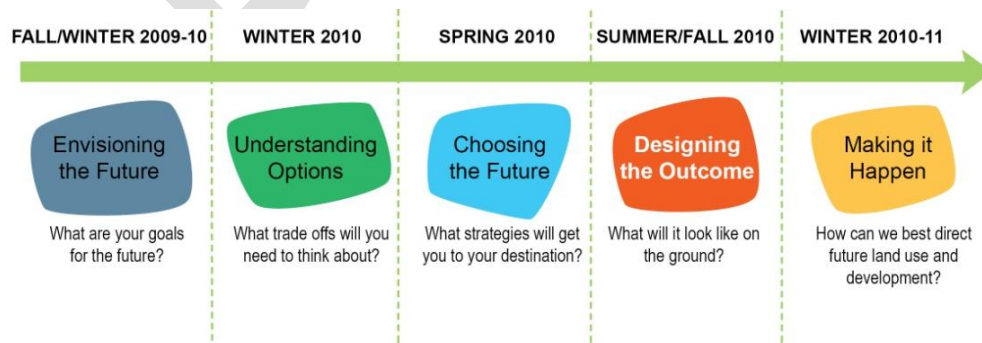 FALL/WINTER 2009-10
WINTER 2010
SPRING 2010
SUMMER/FALL 2010
WINTER 2010-11
Envisioning
the Future
Understanding
Options
Choosing
the Future
Designing
the Outcome
Making it
Happen
What are your goals
for the future?
What trade offs will you
need to think about?
What strategies will get
you to your destination?
What will it look like on
the ground?
How can we best direct
future land use and
development?